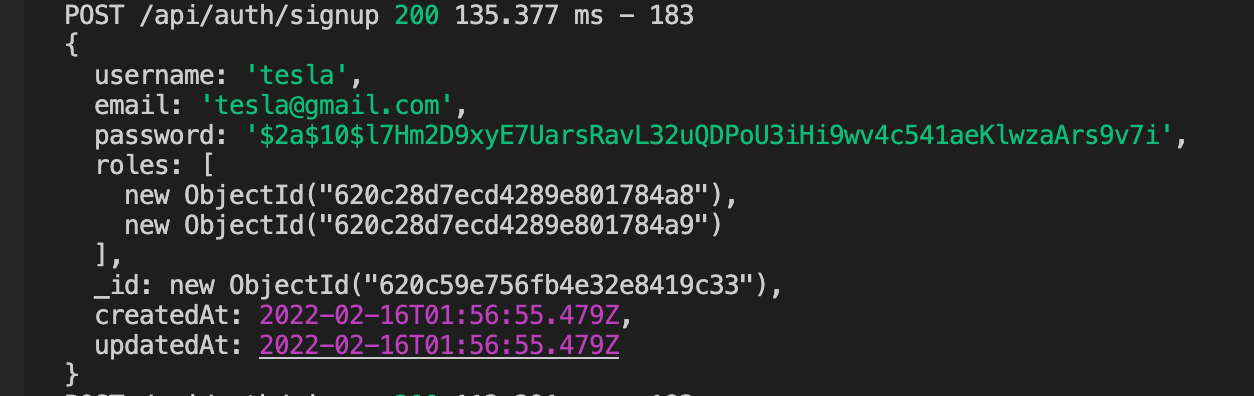 POST /api/auth/signup 200 135.377 ms - 183
{
  username: 'tesla',
  email: 'tesla@gmail.com',
  password: '$2a$10$l7Hm2D9xyE7UarsRavL32uQDPoU3iHi9wv4c541aeKlwzaArs9v7i',
  roles: [
    new ObjectId("620c28d7ecd4289e801784a8"),
    new ObjectId("620c28d7ecd4289e801784a9")
  ],
  _id: new ObjectId("620c59e756fb4e32e8419c33"),
  createdAt: 2022-02-16T01:56:55.479Z,
  updatedAt: 2022-02-16T01:56:55.479Z
}